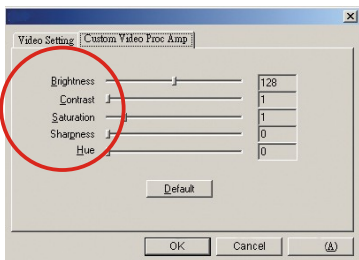 Video Setting Custom Video Proc Amp
Brightness 128
Contrast 1
Saturation 1
Sharpness 0
Hue 0
Default
OK Cancel (A)